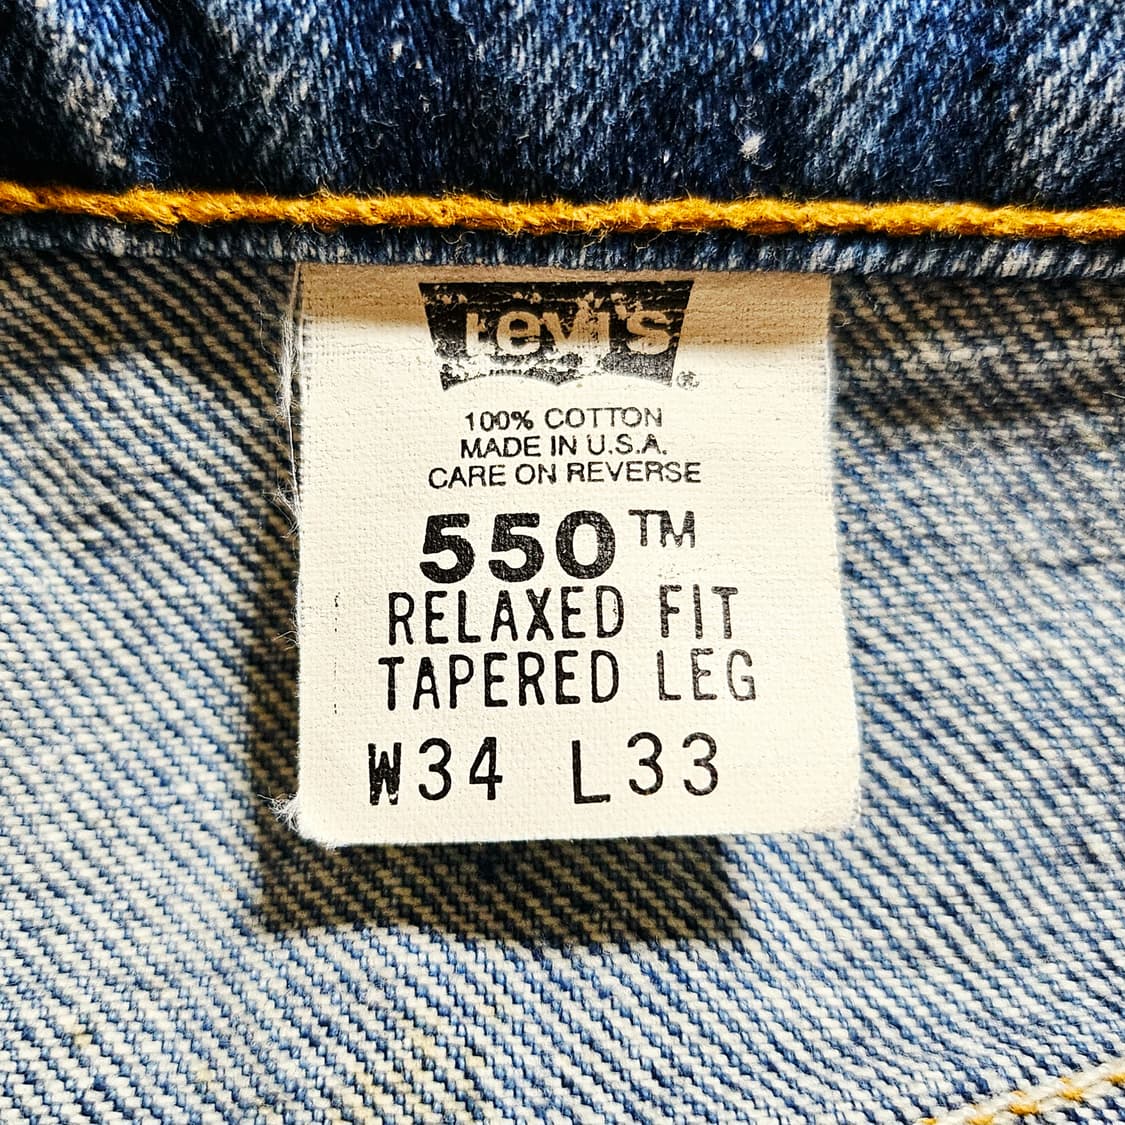 Levi's ®
100% COTTON
MADE IN U.S.A.
CARE ON REVERSE
550™
RELAXED FIT
TAPERED LEG
W34 L33